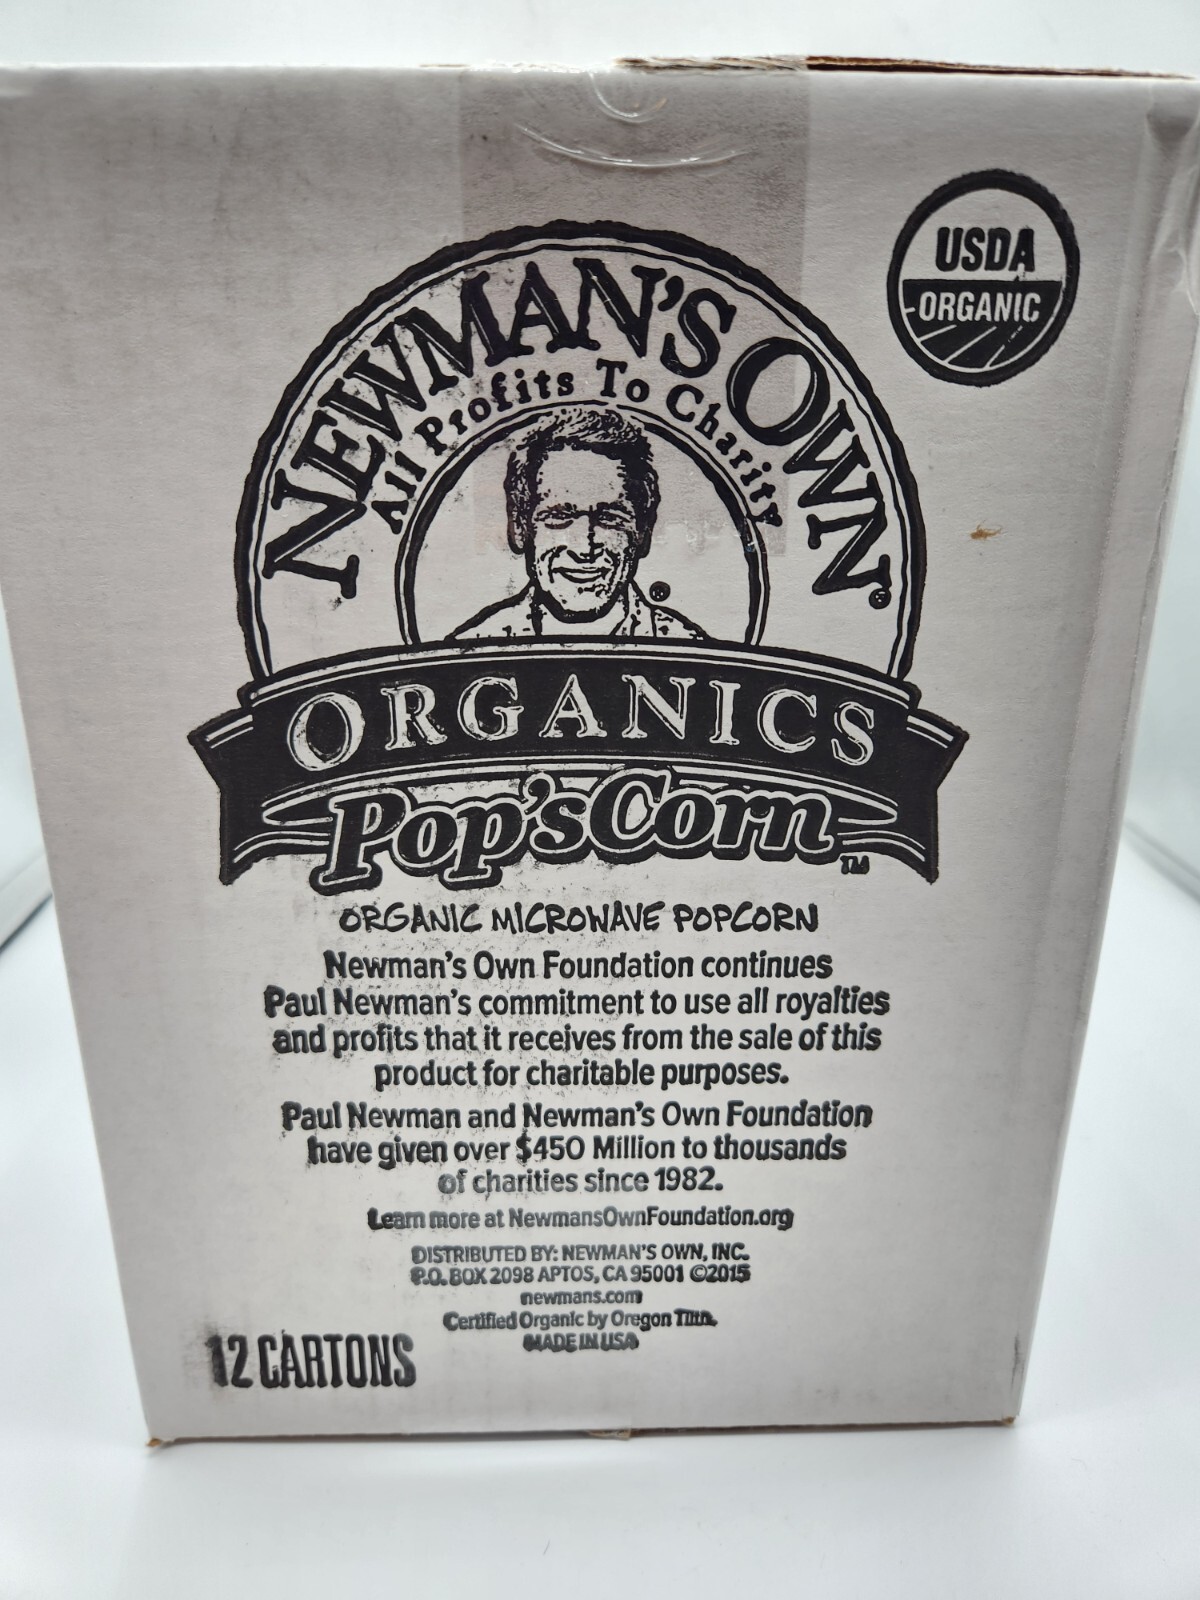 NEWMAN'S OWN®
All Profits To Charity
®
USDA
ORGANIC
ORGANICS
Pop'sCorn™
ORGANIC MICROWAVE POPCORN
Newman's Own Foundation continues
Paul Newman's commitment to use all royalties
and profits that it receives from the sale of this
product for charitable purposes.
Paul Newman and Newman's Own Foundation
have given over $450 Million to thousands
of charities since 1982.
Learn more at NewmansOwnFoundation.org
DISTRIBUTED BY: NEWMAN'S OWN, INC.
P.O. BOX 2098 APTOS, CA 95001 ©2015
newmans.com
Certified Organic by Oregon Tilth.
MADE IN USA
12 CARTONS